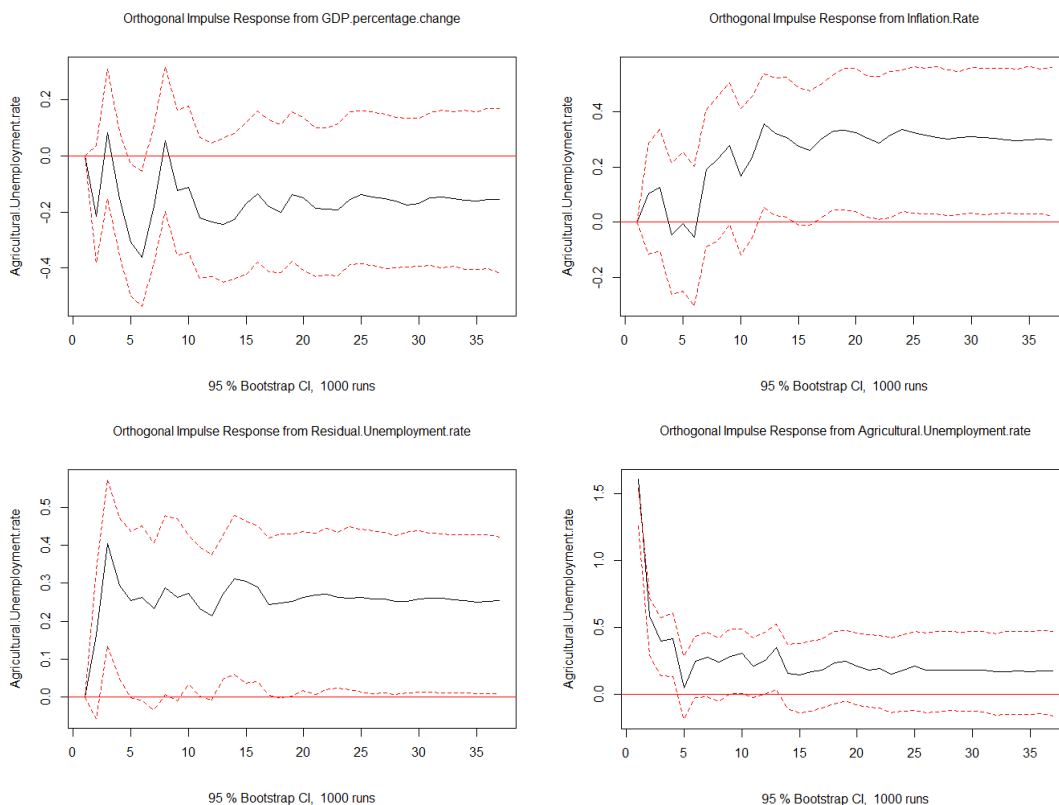 Orthogonal Impulse Response from GDP.percentage.change
Agricultural.Unemployment.rate
0.2
0.0
-0.2
-0.4
0 5 10 15 20 25 30 35
95 % Bootstrap CI, 1000 runs
Orthogonal Impulse Response from Inflation.Rate
Agricultural.Unemployment.rate
0.4
0.2
0.0
-0.2
0 5 10 15 20 25 30 35
95 % Bootstrap CI, 1000 runs
Orthogonal Impulse Response from Residual.Unemployment.rate
Agricultural.Unemployment.rate
0.5
0.4
0.3
0.2
0.1
0.0
0 5 10 15 20 25 30 35
95 % Bootstrap CI, 1000 runs
Orthogonal Impulse Response from Agricultural.Unemployment.rate
Agricultural.Unemployment.rate
1.5
1.0
0.5
0.0
0 5 10 15 20 25 30 35
95 % Bootstrap CI, 1000 runs